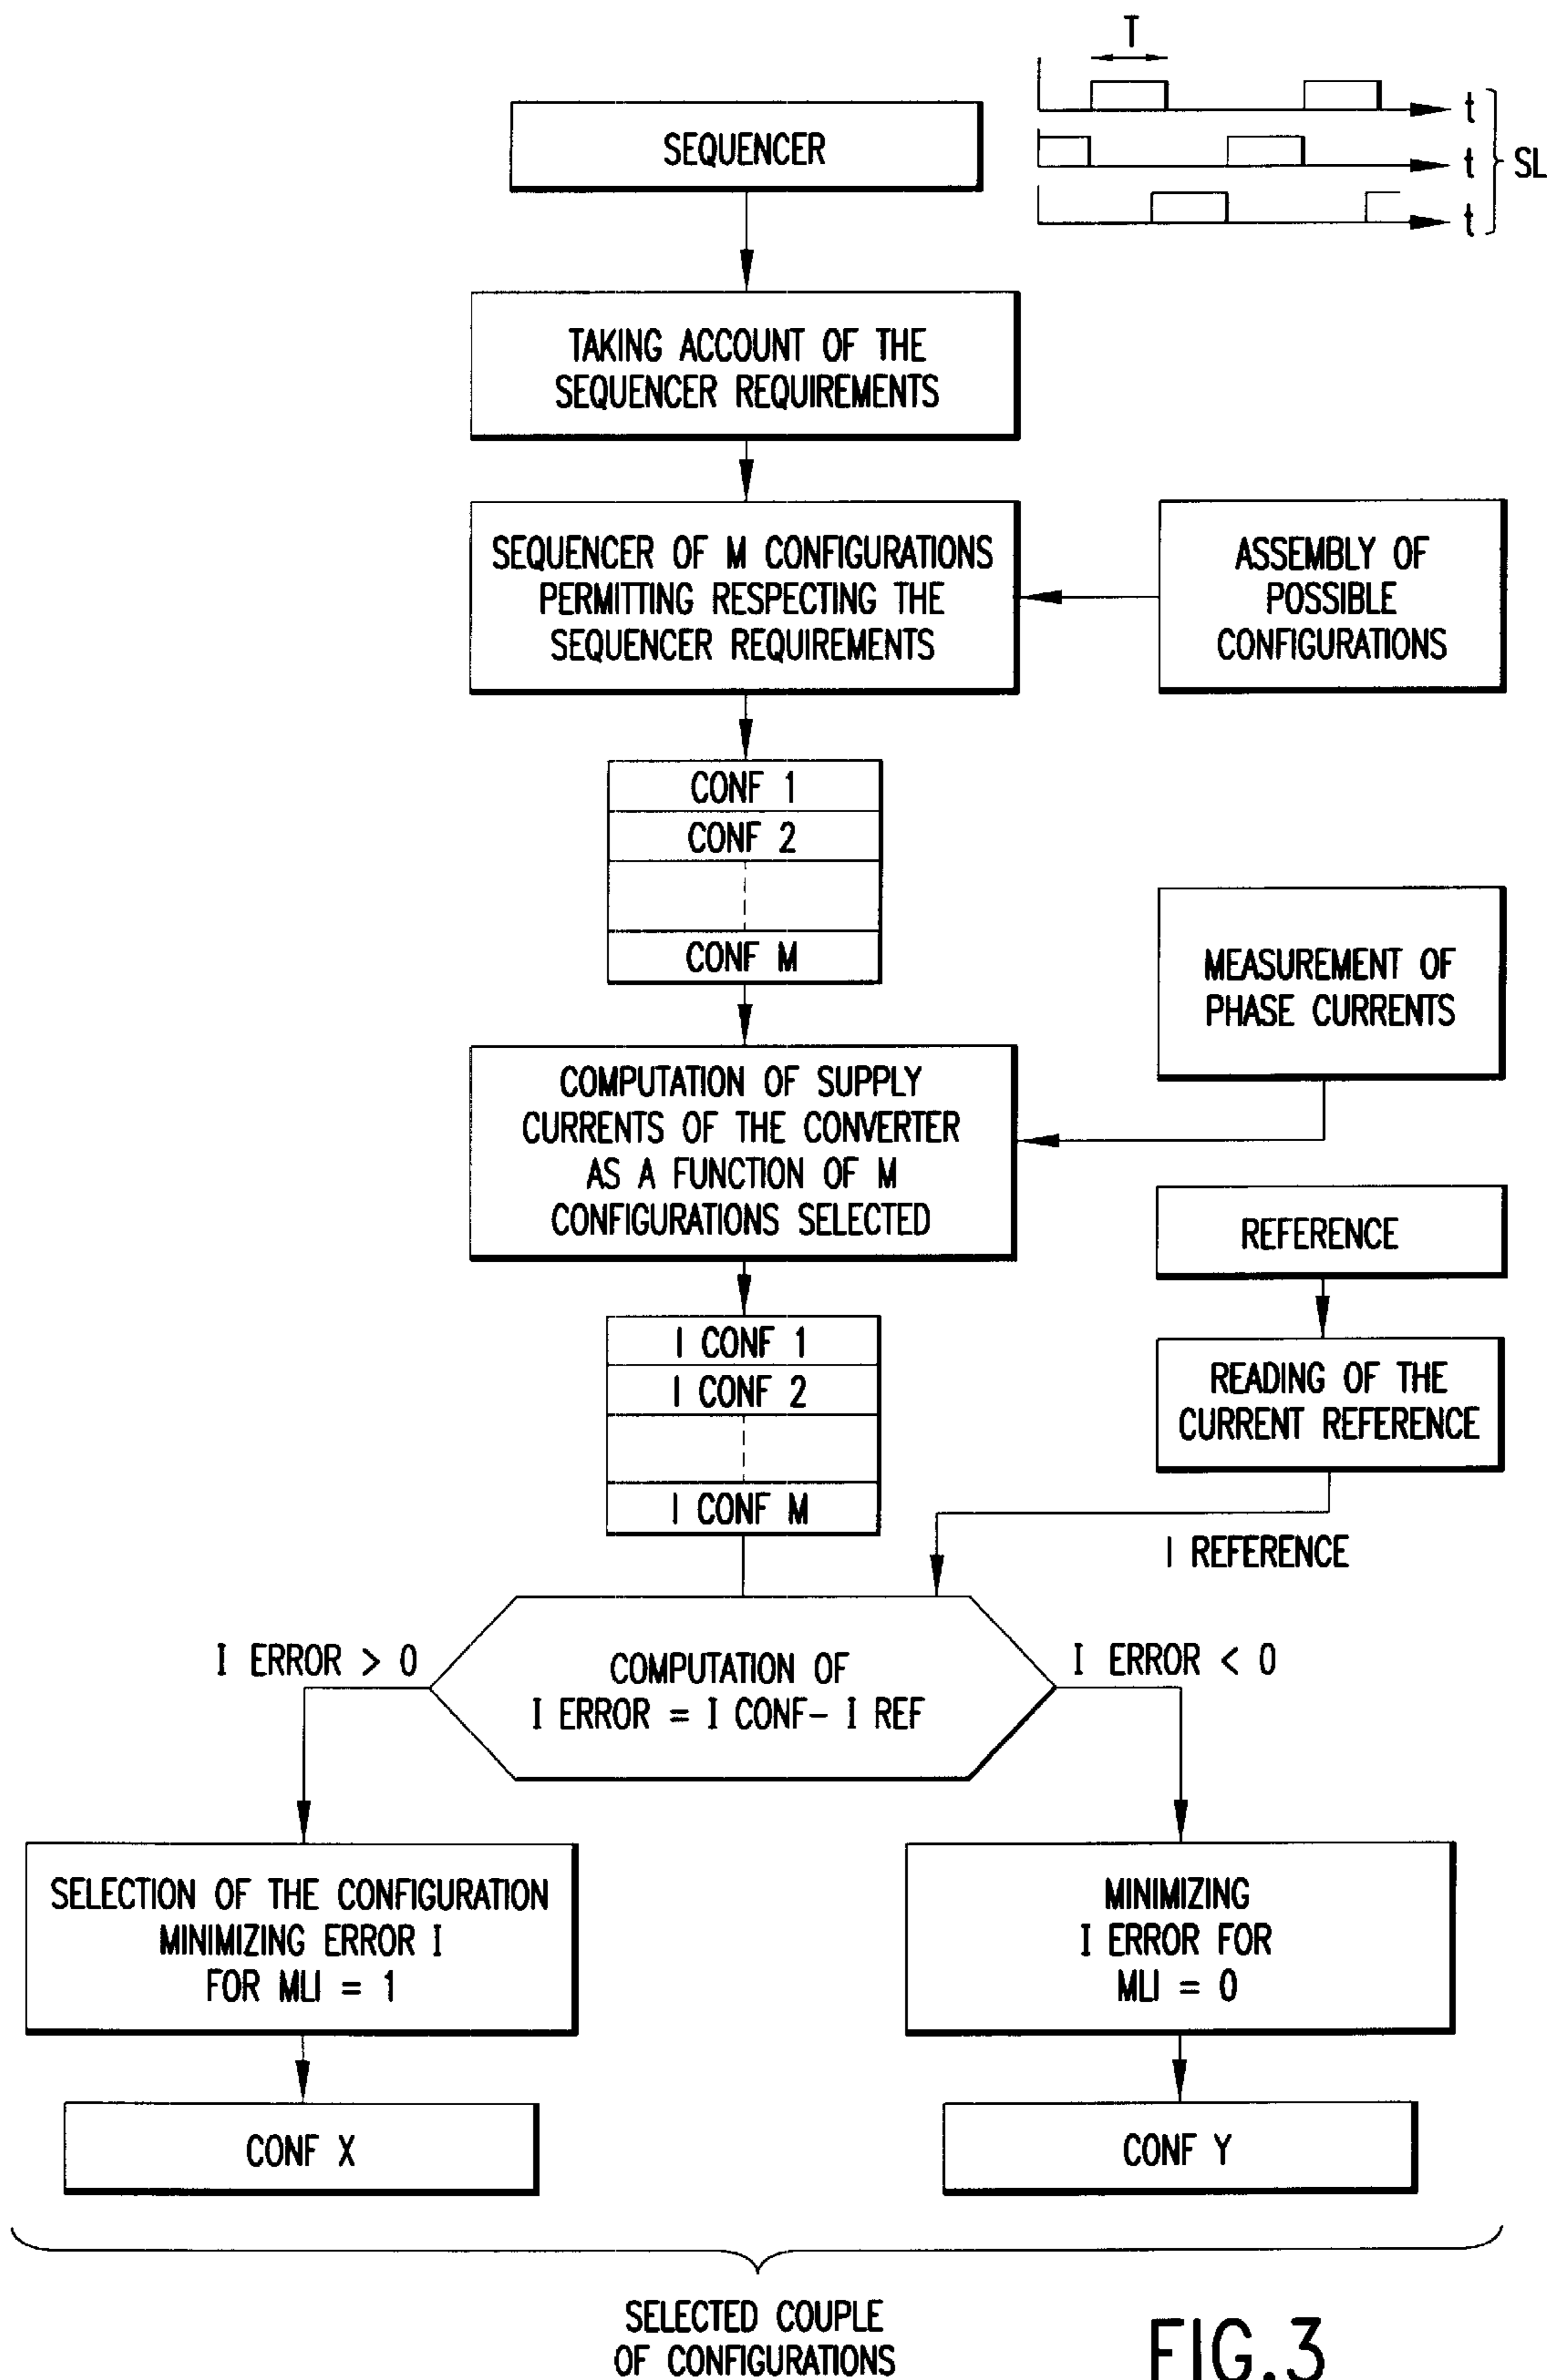 T
SEQUENCER
t
t
t
SL
TAKING ACCOUNT OF THE
SEQUENCER REQUIREMENTS
SEQUENCER OF M CONFIGURATIONS
PERMITTING RESPECTING THE
SEQUENCER REQUIREMENTS
ASSEMBLY OF
POSSIBLE
CONFIGURATIONS
CONF 1
CONF 2
CONF M
MEASUREMENT OF
PHASE CURRENTS
COMPUTATION OF SUPPLY
CURRENTS OF THE CONVERTER
AS A FUNCTION OF M
CONFIGURATIONS SELECTED
REFERENCE
READING OF THE
CURRENT REFERENCE
I CONF 1
I CONF 2
I CONF M
I REFERENCE
I ERROR > 0
COMPUTATION OF
I ERROR = I CONF- I REF
I ERROR < 0
SELECTION OF THE CONFIGURATION
MINIMIZING ERROR I
FOR MLI = 1
MINIMIZING
I ERROR FOR
MLI = 0
CONF X
CONF Y
SELECTED COUPLE
OF CONFIGURATIONS
FIG.3